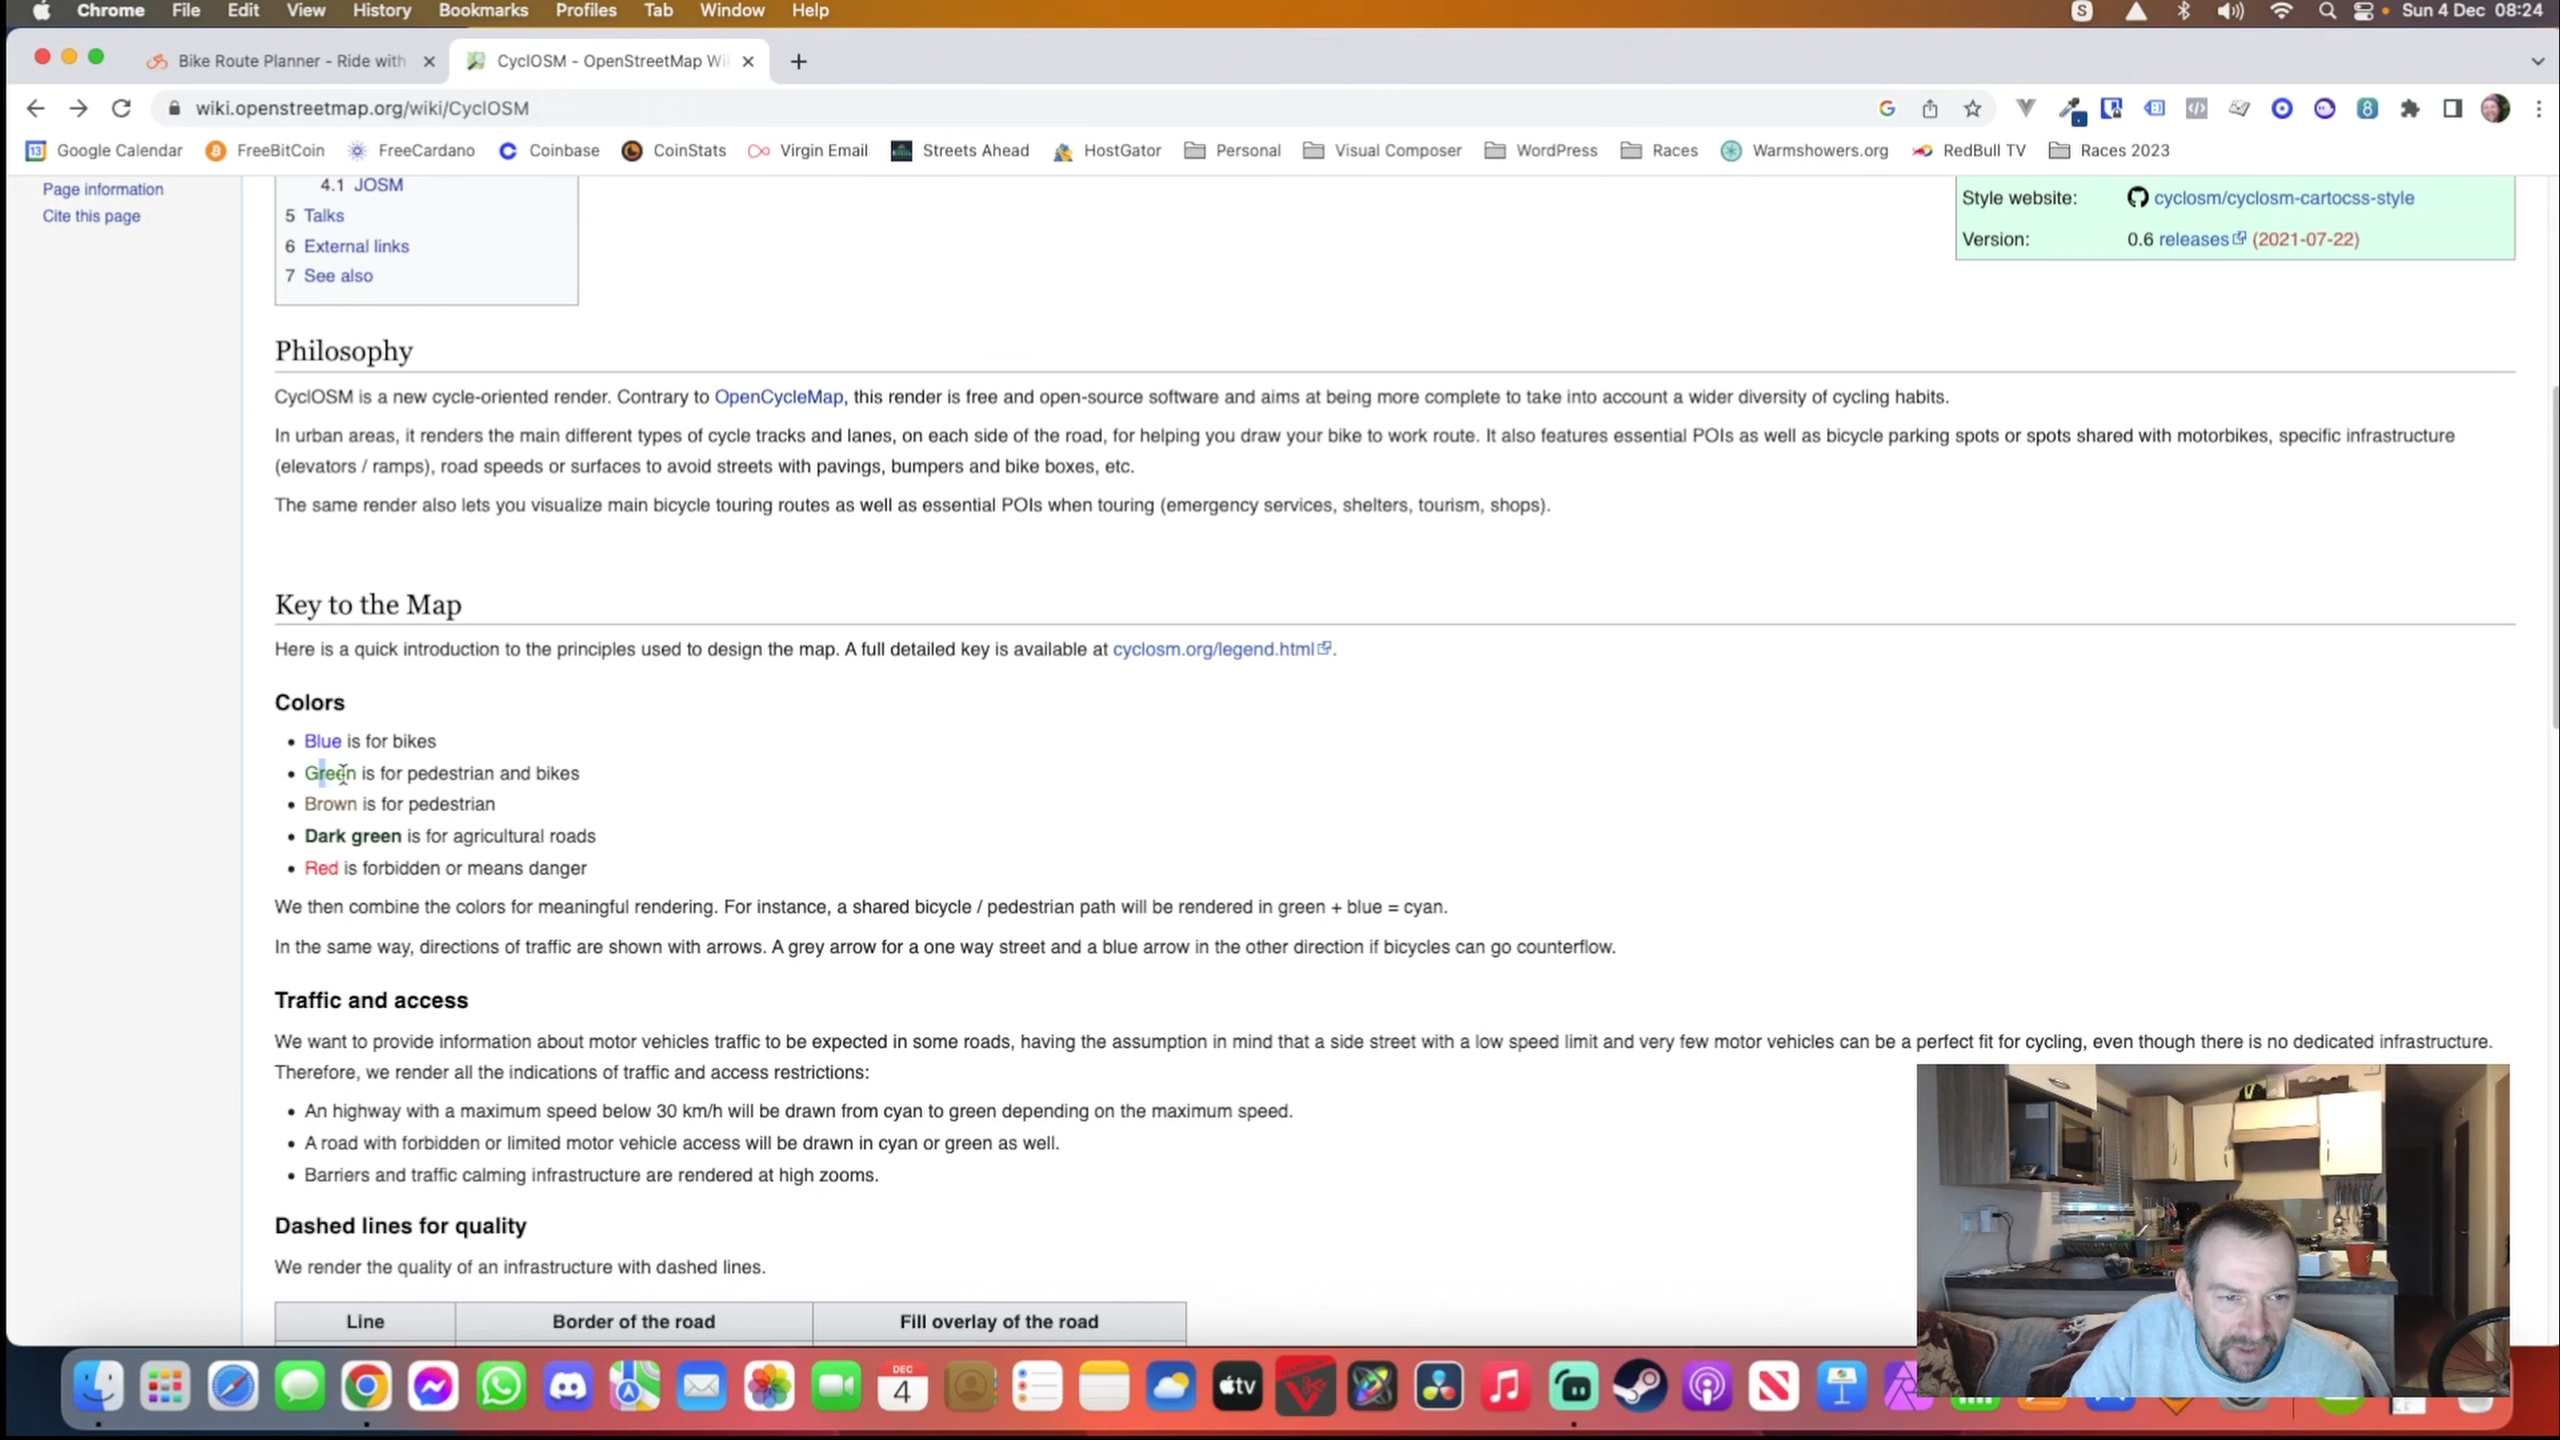 Chrome File Edit View History Bookmarks Profiles Tab Window Help
Sun 4 Dec 08:24
Bike Route Planner - Ride with
CyclOSM - OpenStreetMap Wi
wiki.openstreetmap.org/wiki/CyclOSM
Google Calendar FreeBitCoin FreeCardano Coinbase CoinStats Virgin Email Streets Ahead HostGator Personal Visual Composer WordPress Races Warmshowers.org RedBull TV Races 2023
Page information
Cite this page
4.1 JOSM
5 Talks
6 External links
7 See also
Style website: cyclosm/cyclosm-cartocss-style
Version: 0.6 releases (2021-07-22)
Philosophy
CyclOSM is a new cycle-oriented render. Contrary to OpenCycleMap, this render is free and open-source software and aims at being more complete to take into account a wider diversity of cycling habits.
In urban areas, it renders the main different types of cycle tracks and lanes, on each side of the road, for helping you draw your bike to work route. It also features essential POIs as well as bicycle parking spots or spots shared with motorbikes, specific infrastructure
(elevators / ramps), road speeds or surfaces to avoid streets with pavings, bumpers and bike boxes, etc.
The same render also lets you visualize main bicycle touring routes as well as essential POIs when touring (emergency services, shelters, tourism, shops).
Key to the Map
Here is a quick introduction to the principles used to design the map. A full detailed key is available at cyclosm.org/legend.html.
Colors
Blue is for bikes
Green is for pedestrian and bikes
Brown is for pedestrian
Dark green is for agricultural roads
Red is forbidden or means danger
We then combine the colors for meaningful rendering. For instance, a shared bicycle / pedestrian path will be rendered in green + blue = cyan.
In the same way, directions of traffic are shown with arrows. A grey arrow for a one way street and a blue arrow in the other direction if bicycles can go counterflow.
Traffic and access
We want to provide information about motor vehicles traffic to be expected in some roads, having the assumption in mind that a side street with a low speed limit and very few motor vehicles can be a perfect fit for cycling, even though there is no dedicated infrastructure.
Therefore, we render all the indications of traffic and access restrictions:
An highway with a maximum speed below 30 km/h will be drawn from cyan to green depending on the maximum speed.
A road with forbidden or limited motor vehicle access will be drawn in cyan or green as well.
Barriers and traffic calming infrastructure are rendered at high zooms.
Dashed lines for quality
We render the quality of an infrastructure with dashed lines.
Line Border of the road Fill overlay of the road
DEC
4
tv